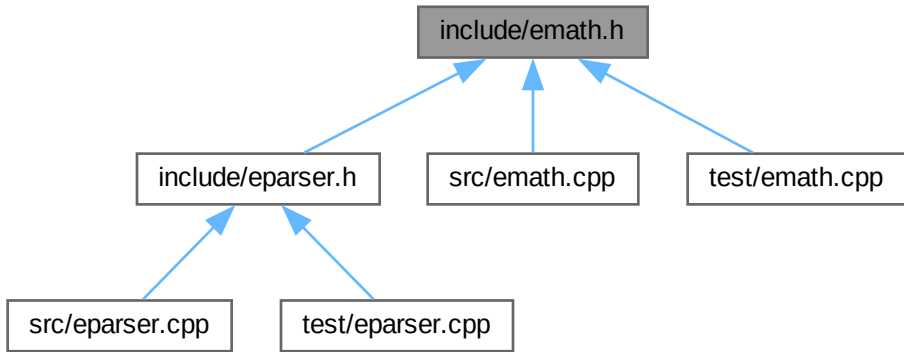 include/emath.h
include/eparser.h
src/emath.cpp
test/emath.cpp
src/eparser.cpp
test/eparser.cpp